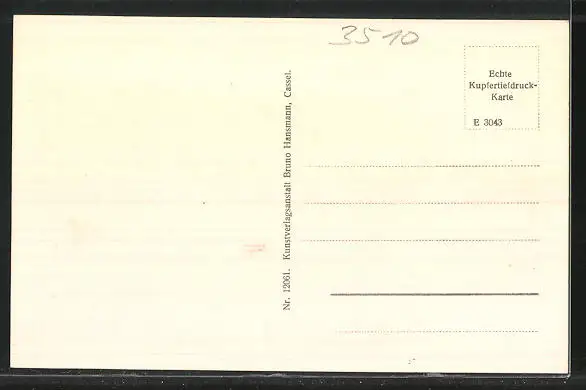 3510
Echte
Kupfertiefdruck-
Karte
E 3043
Nr. 12061. Kunstverlagsanstalt Bruno Hansmann, Cassel.